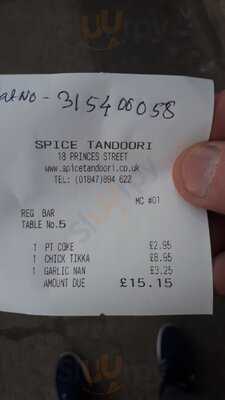 No - 315400058
SPICE TANDOORI
18 PRINCES STREET
www.spicetandoori.co.uk
TEL: (01847)894 622
MC #01
REG BAR
TABLE No.5
1 PT COKE £2.95
1 CHICK TIKKA £8.95
1 GARLIC NAN £3.25
AMOUNT DUE £15.15